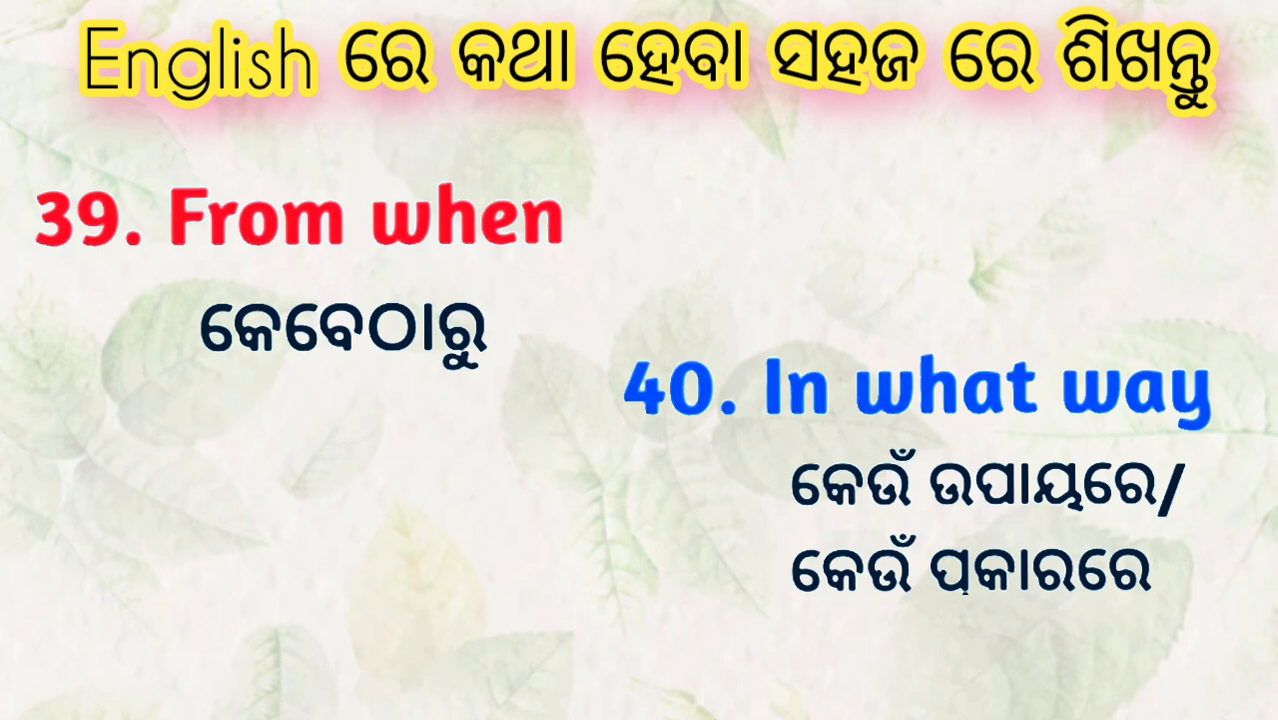 English ରେ କଥା ହେବା ସହଜ ରେ ଶିଖନ୍ତୁ
39. From when
କେବେଠାରୁ
40. In what way
କେଉଁ ଉପାୟରେ/
କେଉଁ ପ୍ରକାରରେ